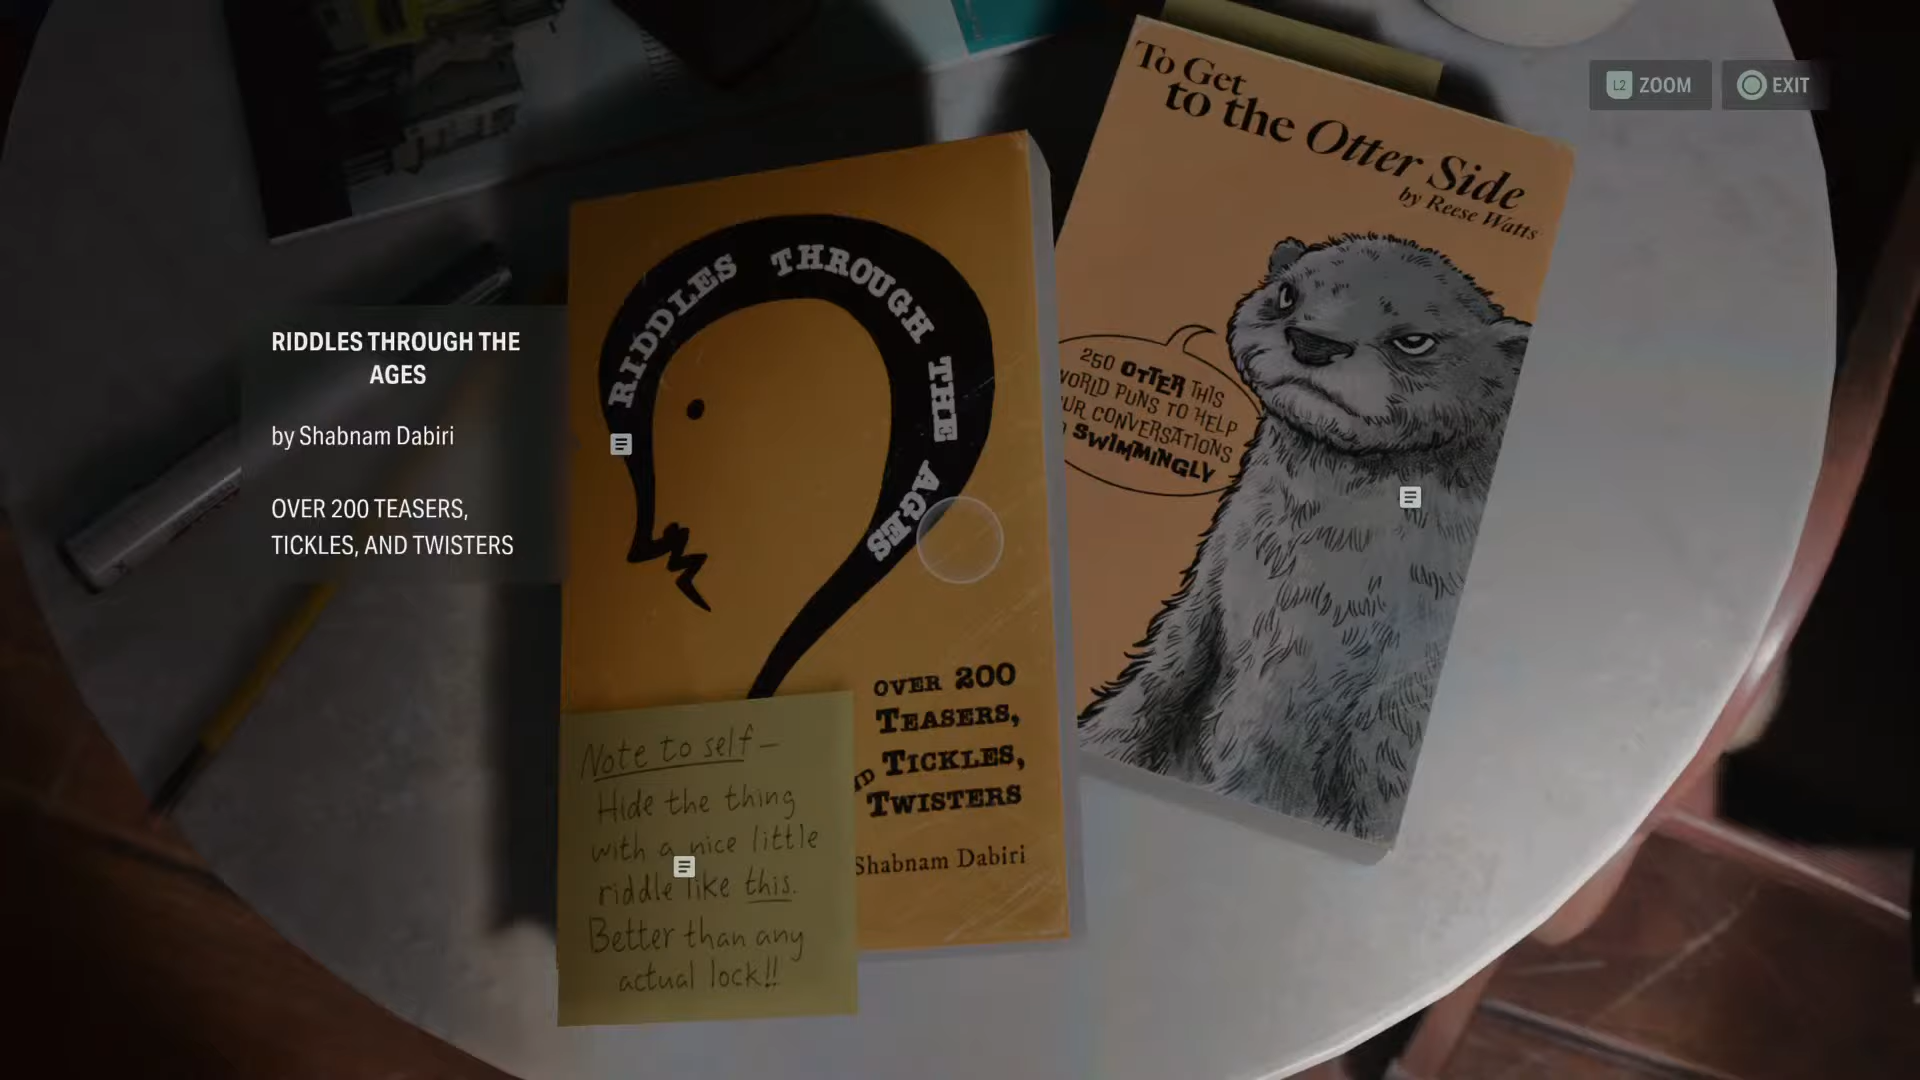 To Get
to the Otter Side
by Reese Watts
L2 ZOOM
EXIT
RIDDLES THROUGH THE AGES
RIDDLES THROUGH THE
AGES
by Shabnam Dabiri
OVER 200 TEASERS,
TICKLES, AND TWISTERS
250 OTTER THIS
WORLD PUNS TO HELP
UR CONVERSATIONS
SWIMMINGLY
OVER 200
TEASERS,
TICKLES,
TWISTERS
Shabnam Dabiri
Note to self–
Hide the thing
with a nice little
riddle like this.
Better than any
actual lock!!